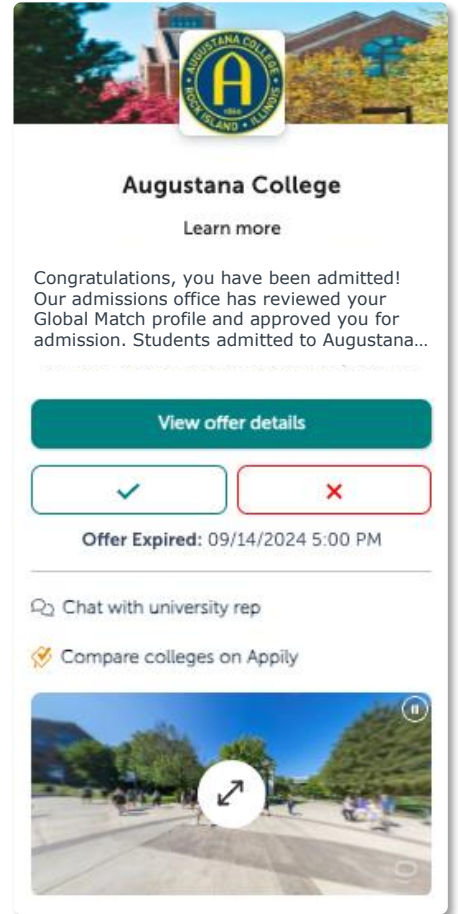 AUGUSTANA COLLEGE
A
1860
ROCK ISLAND • ILLINOIS
Augustana College
Learn more
Congratulations, you have been admitted!
Our admissions office has reviewed your
Global Match profile and approved you for
admission. Students admitted to Augustana...
View offer details
Offer Expired: 09/14/2024 5:00 PM
Chat with university rep
Compare colleges on Appily